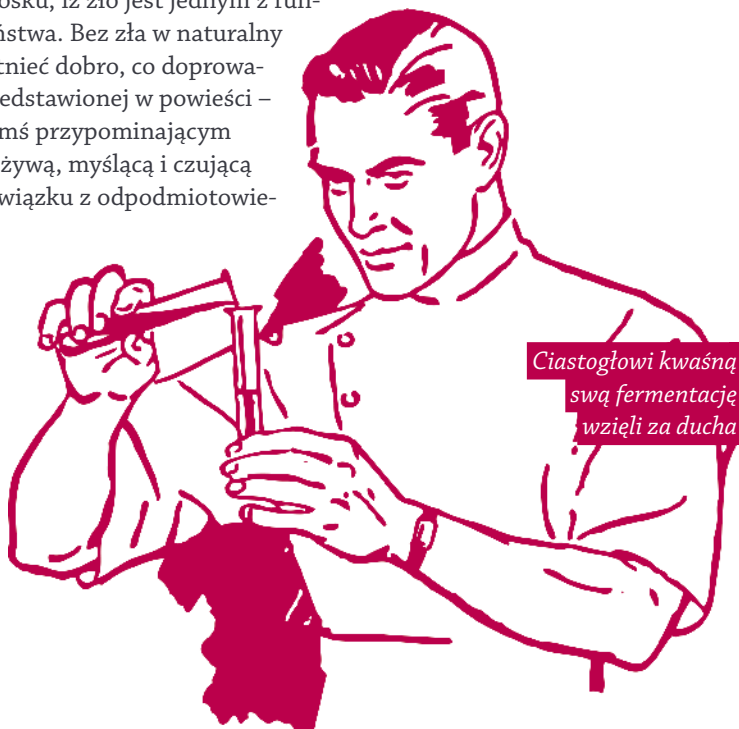 osku, iż zło jest jednym z fun-
ństwa. Bez zła w naturalny
tnieć dobro, co doprowa-
edstawionej w powieści –
mś przypominającym
żywą, myślącą i czującą
wiązku z odpodmiotowie-
Ciastogłowi kwaśną
swą fermentację
wzięli za ducha